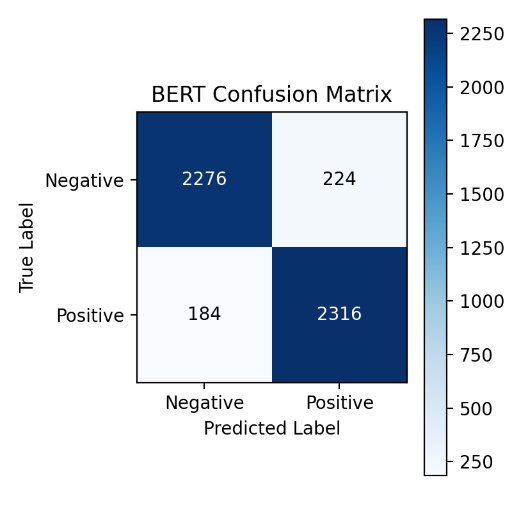 BERT Confusion Matrix
True Label
Negative
2276
224
Positive
184
2316
Negative
Positive
Predicted Label
2250
2000
1750
1500
1250
1000
750
500
250